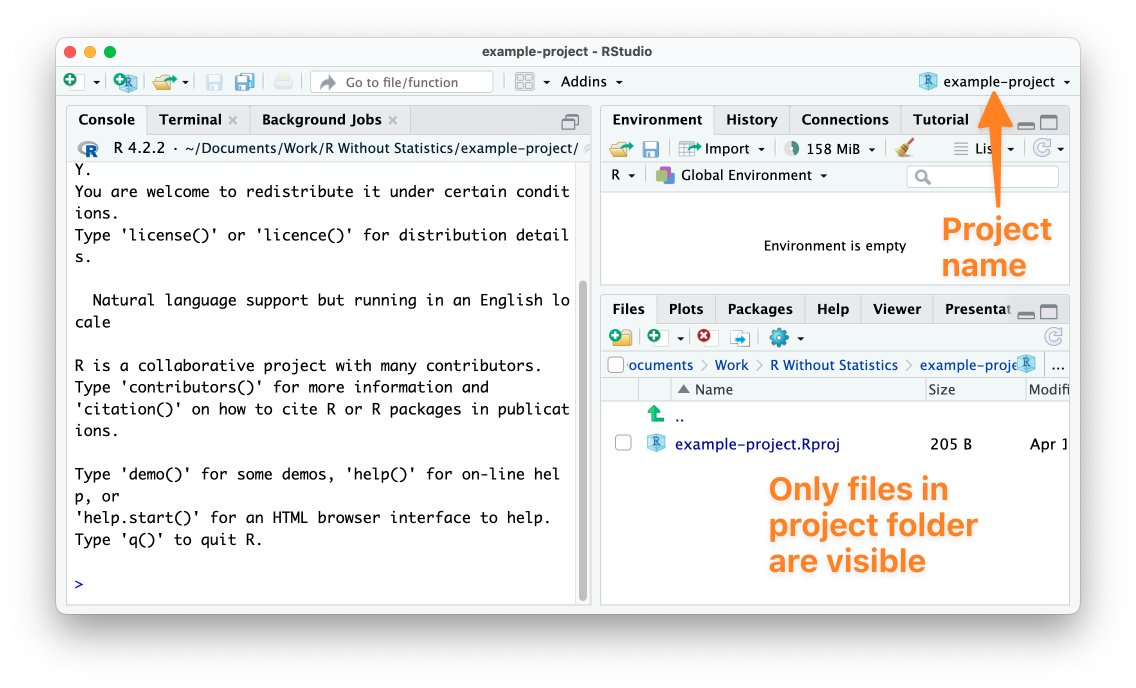 example-project - RStudio
Go to file/function
Addins
example-project
Console
Terminal
Background Jobs
R 4.2.2 · ~/Documents/Work/R Without Statistics/example-project/
Y.
You are welcome to redistribute it under certain condit
ions.
Type 'license()' or 'licence()' for distribution detail
s.
Natural language support but running in an English lo
cale
R is a collaborative project with many contributors.
Type 'contributors()' for more information and
'citation()' on how to cite R or R packages in publicat
ions.
Type 'demo()' for some demos, 'help()' for on-line hel
p, or
'help.start()' for an HTML browser interface to help.
Type 'q()' to quit R.
>
Environment
History
Connections
Tutorial
Import
158 MiB
Lis
R
Global Environment
Environment is empty
Project
name
Files
Plots
Packages
Help
Viewer
Presentat
ocuments
Work
R Without Statistics
example-proje
...
Name
Size
Modifi
..
example-project.Rproj
205 B
Apr 1
Only files in
project folder
are visible